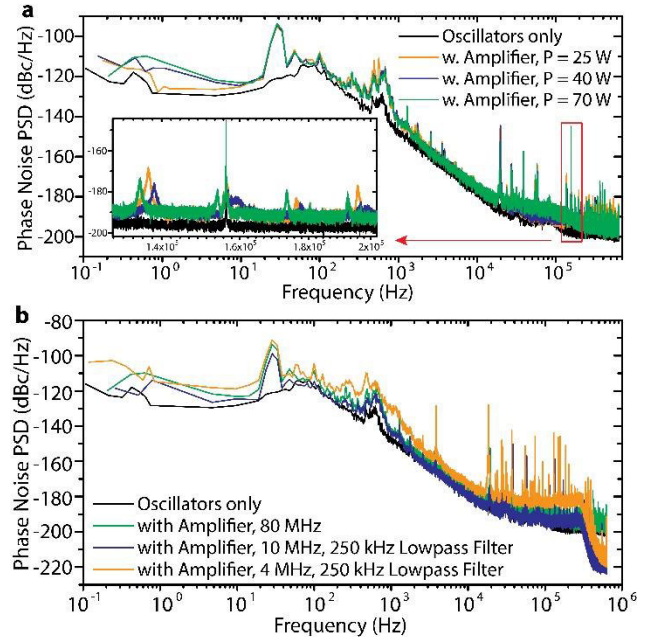 a
-100
-120
-140
-160
-180
-200
Phase Noise PSD (dBc/Hz)
Oscillators only
w. Amplifier, P = 25 W
w. Amplifier, P = 40 W
w. Amplifier, P = 70 W
-150
-160
-170
-180
-190
-200
1.4x10⁵ 1.6x10⁵ 1.8x10⁵ 2x10⁵
10⁻¹ 10⁰ 10¹ 10² 10³ 10⁴ 10⁵
Frequency (Hz)
b
-80
-100
-120
-140
-160
-180
-200
-220
Phase Noise PSD (dBc/Hz)
Oscillators only
with Amplifier, 80 MHz
with Amplifier, 10 MHz, 250 kHz Lowpass Filter
with Amplifier, 4 MHz, 250 kHz Lowpass Filter
10⁻¹ 10⁰ 10¹ 10² 10³ 10⁴ 10⁵ 10⁶
Frequency (Hz)